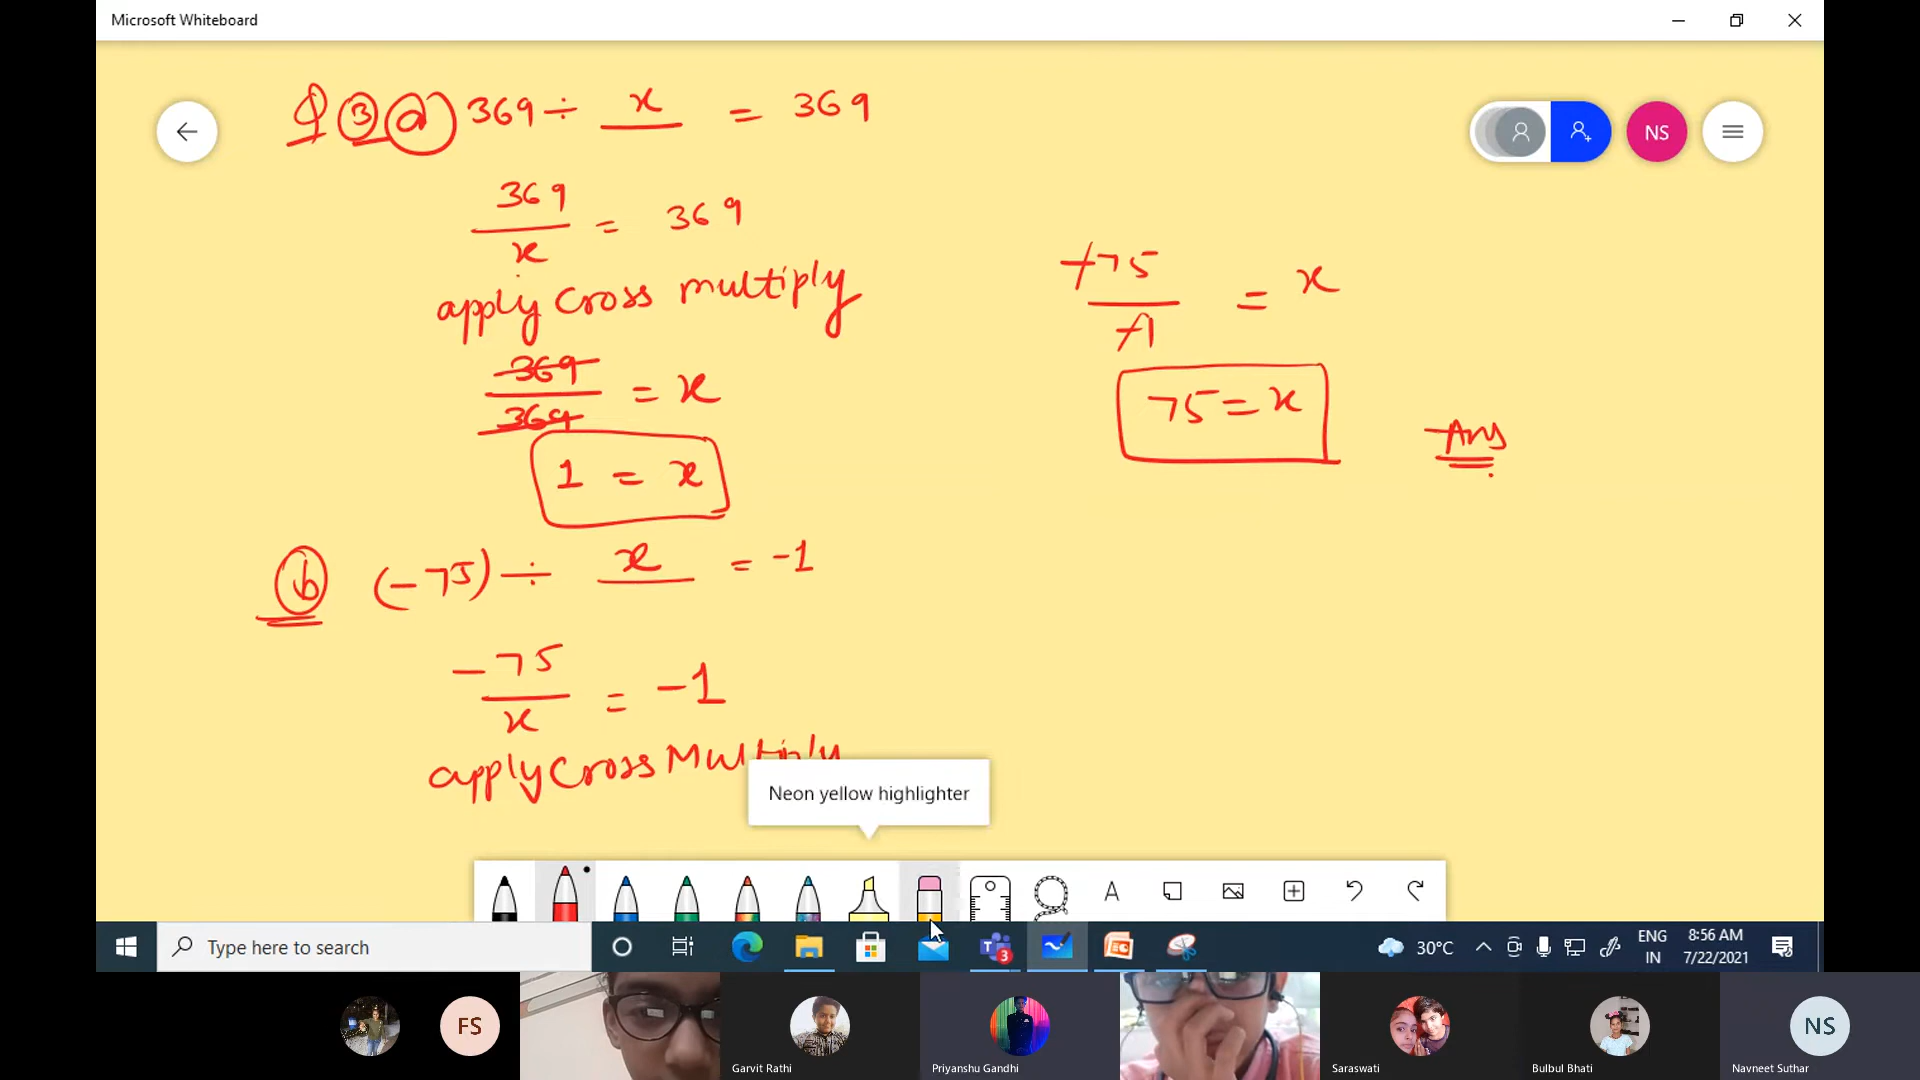 Microsoft Whiteboard
Q 3 a 369 ÷ x = 369
369/x = 369
apply Cross multiply
369/369 = x
1 = x
b (-75) ÷ x = -1
-75/x = -1
apply Cross Multiply
-75/-1 = x
75 = x
Ans
NS
Neon yellow highlighter
A
Type here to search
3
30°C
ENG
IN
8:56 AM
7/22/2021
FS
Garvit Rathi
Priyanshu Gandhi
Saraswati
Bulbul Bhati
NS
Navneet Suthar